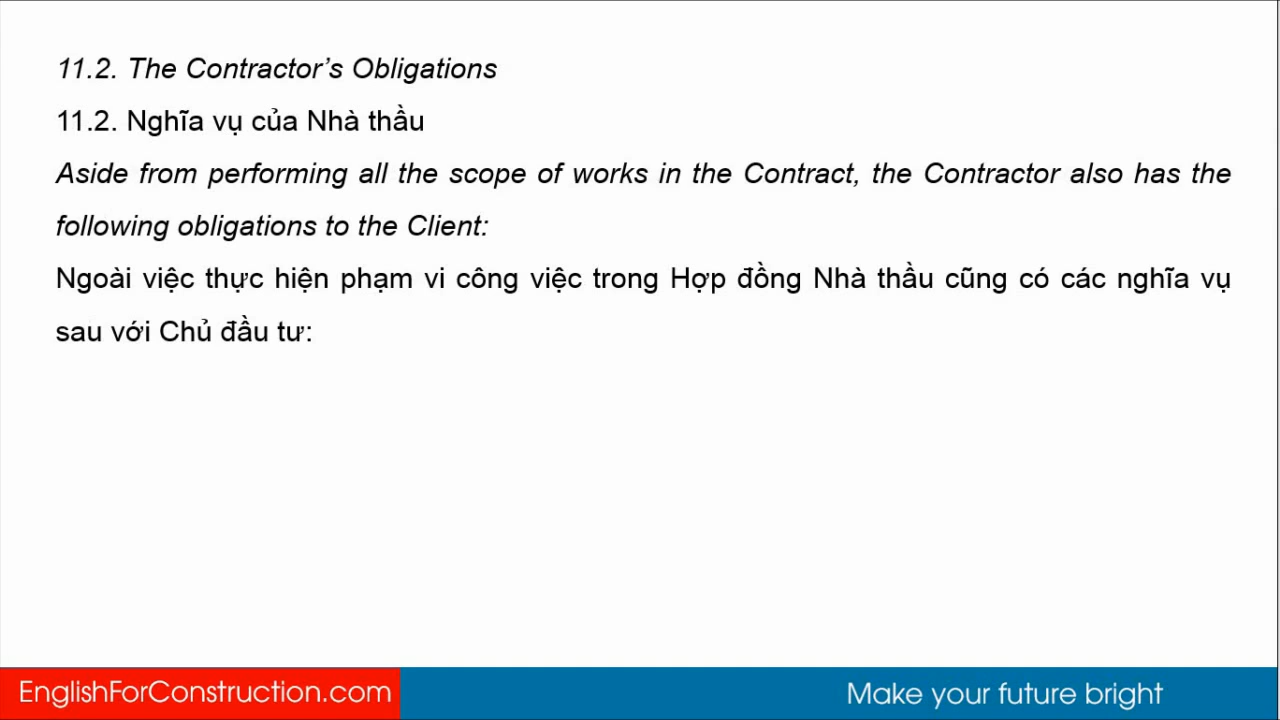 11.2. The Contractor’s Obligations
11.2. Nghĩa vụ của Nhà thầu
Aside from performing all the scope of works in the Contract, the Contractor also has the
following obligations to the Client:
Ngoài việc thực hiện phạm vi công việc trong Hợp đồng Nhà thầu cũng có các nghĩa vụ
sau với Chủ đầu tư:
EnglishForConstruction.com
Make your future bright